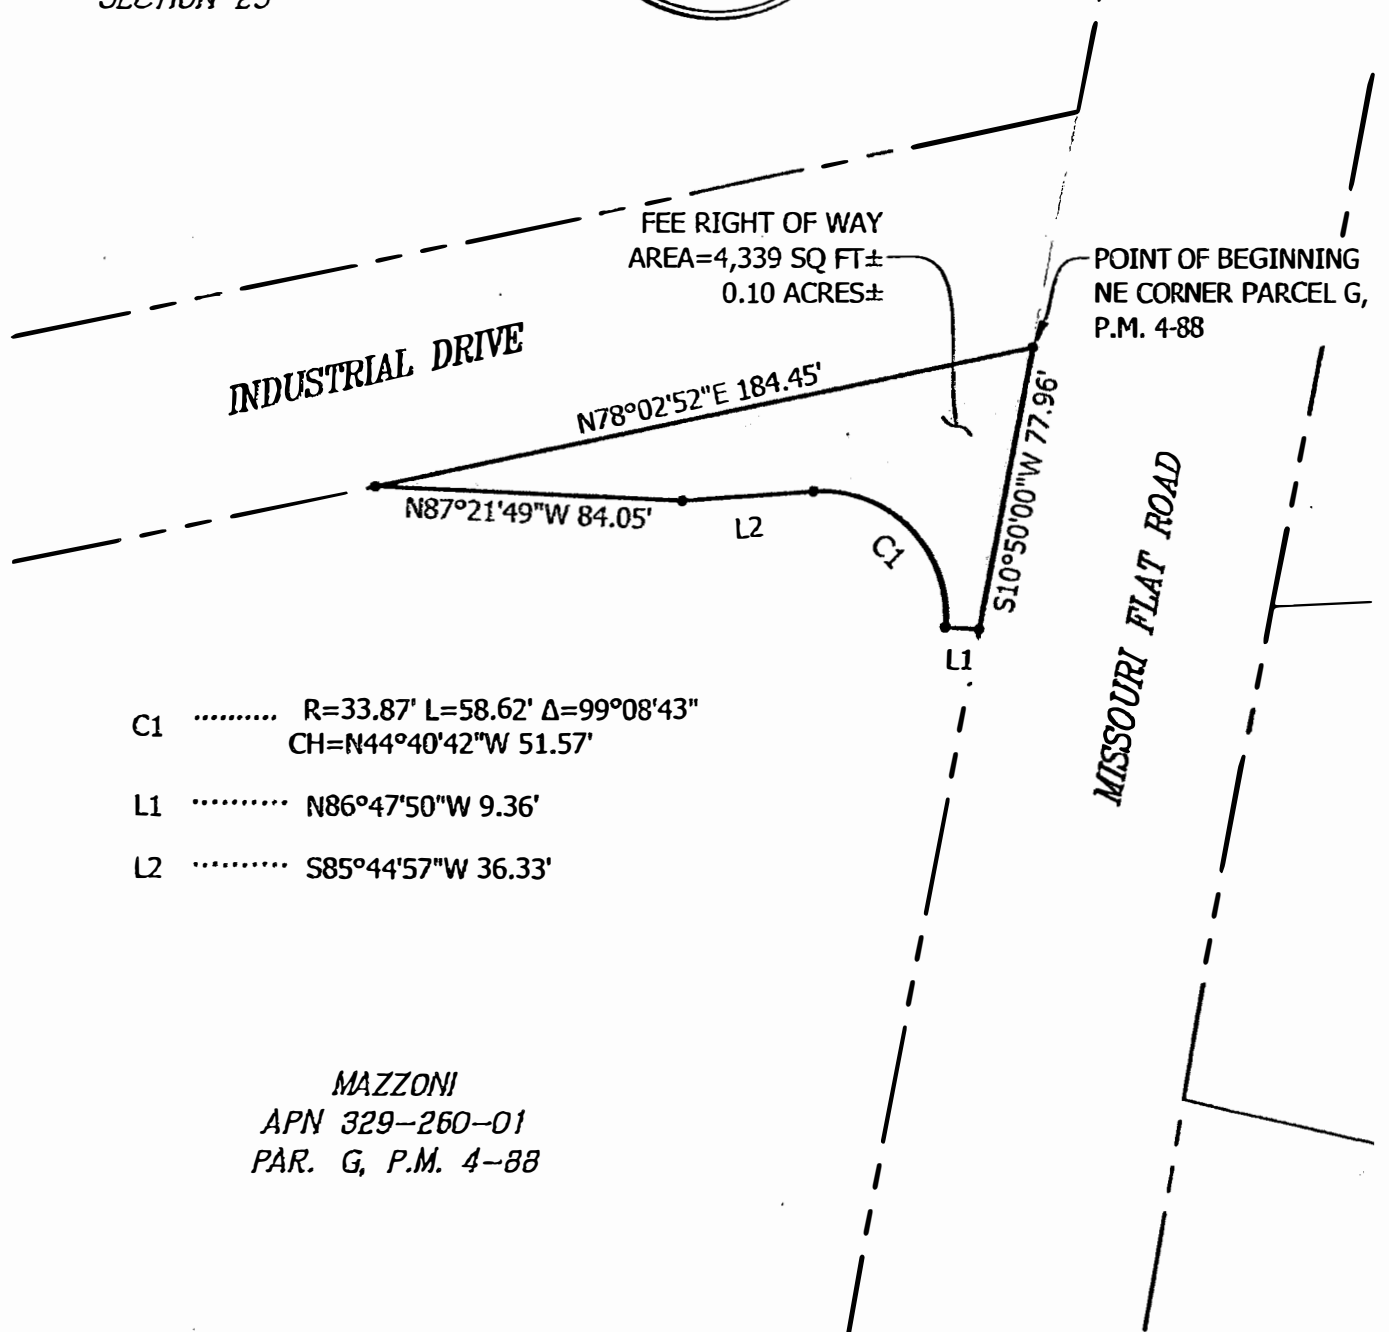 SECTION 25
FEE RIGHT OF WAY
AREA=4,339 SQ FT±
0.10 ACRES±
POINT OF BEGINNING
NE CORNER PARCEL G,
P.M. 4-88
INDUSTRIAL DRIVE
N78°02'52"E 184.45'
S10°50'00"W 77.96'
N87°21'49"W 84.05'
L2
C1
L1
MISSOURI FLAT ROAD
C1 .......... R=33.87' L=58.62' Δ=99°08'43"
CH=N44°40'42"W 51.57'
L1 .......... N86°47'50"W 9.36'
L2 .......... S85°44'57"W 36.33'
MAZZONI
APN 329-260-01
PAR. G, P.M. 4-88